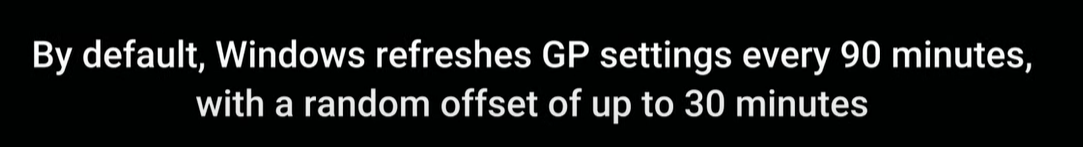 By default, Windows refreshes GP settings every 90 minutes,
with a random offset of up to 30 minutes